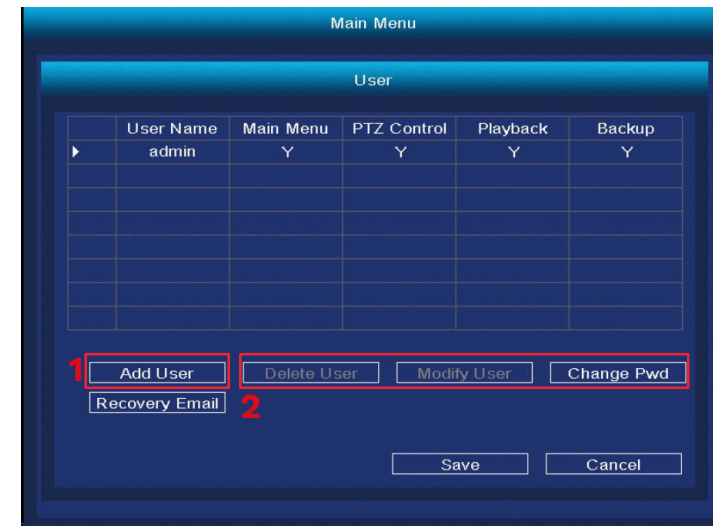 Main Menu
User
User Name Main Menu PTZ Control Playback Backup
admin Y Y Y Y
1 Add User Delete User Modify User Change Pwd
Recovery Email 2
Save Cancel